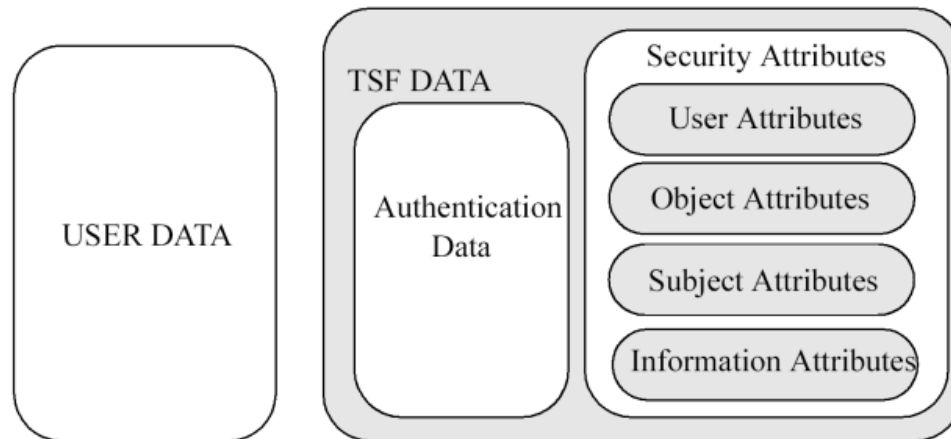 USER DATA
TSF DATA
Authentication
Data
Security Attributes
User Attributes
Object Attributes
Subject Attributes
Information Attributes